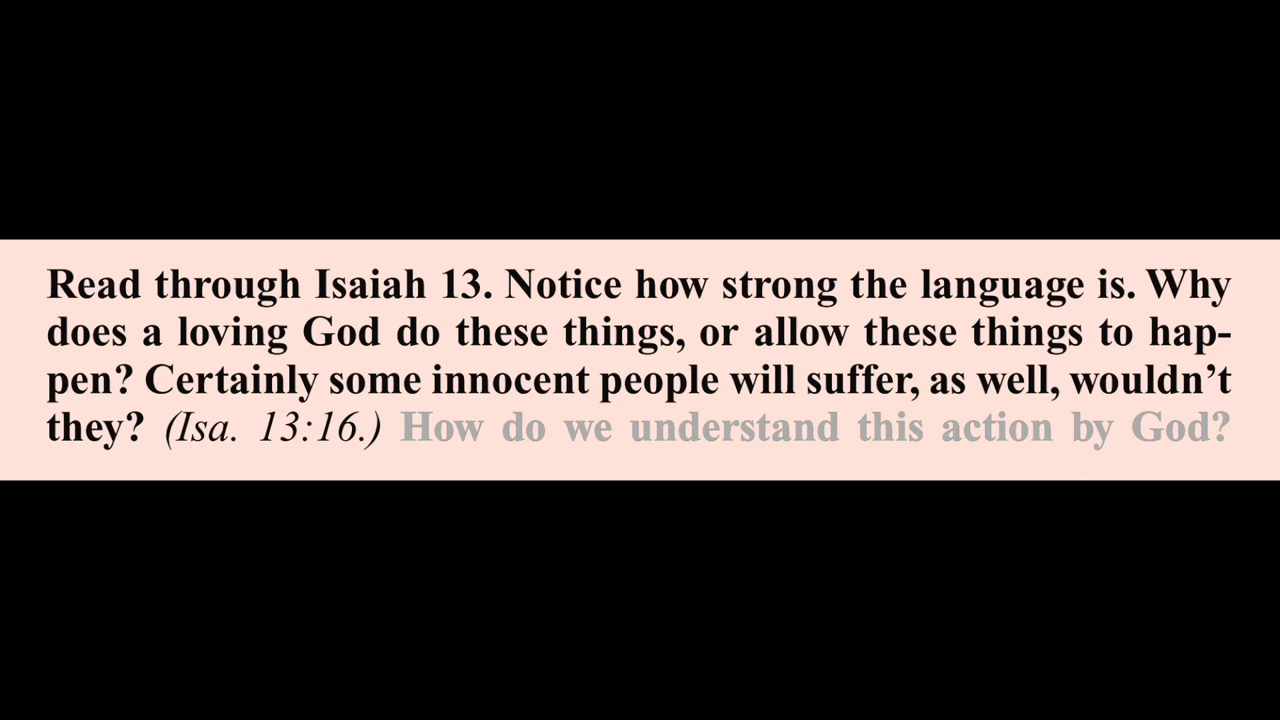 Read through Isaiah 13. Notice how strong the language is. Why
does a loving God do these things, or allow these things to hap-
pen? Certainly some innocent people will suffer, as well, wouldn’t
they? (Isa. 13:16.) How do we understand this action by God?